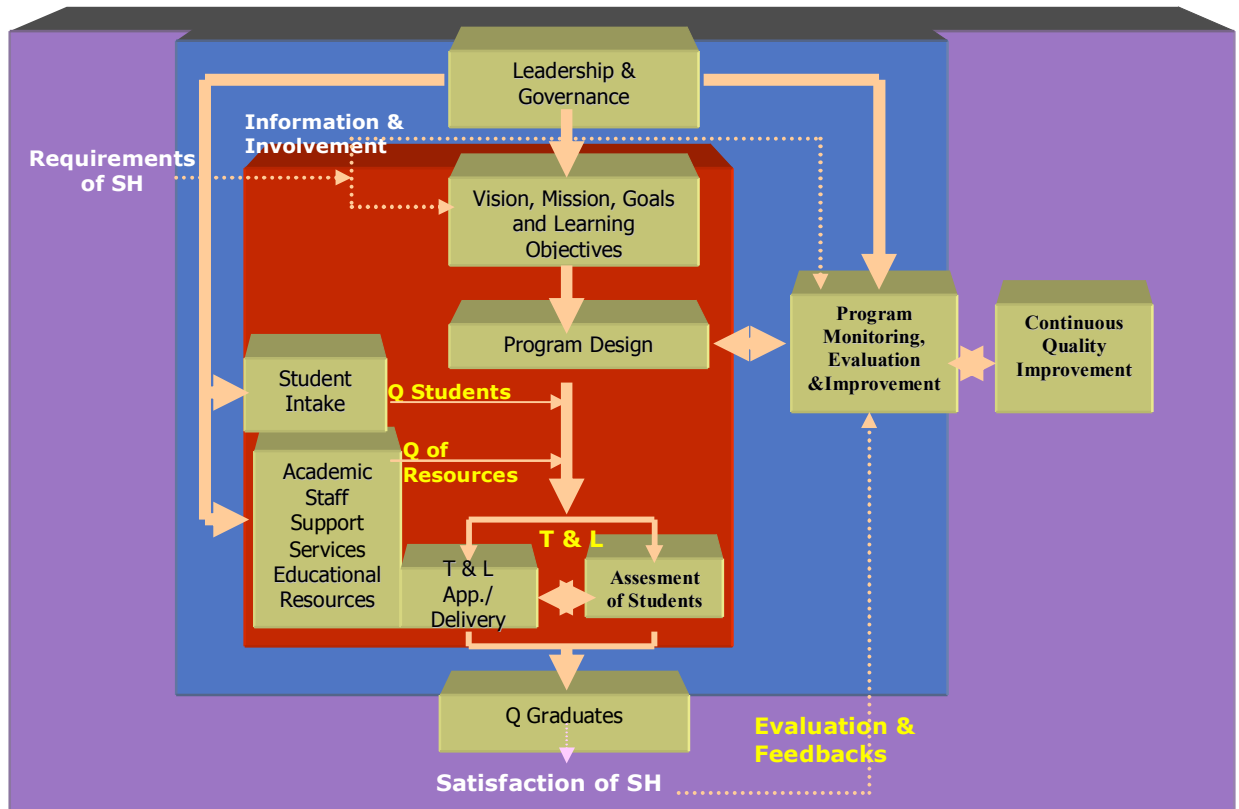 Leadership &
Governance
Information &
Involvement
Requirements
of SH
Vision, Mission, Goals
and Learning
Objectives
Program Design
Program
Monitoring,
Evaluation
&Improvement
Continuous
Quality
Improvement
Student
Intake
Q Students
Q of
Resources
Academic
Staff
Support
Services
Educational
Resources
T & L
T & L
App./
Delivery
Assesment
of Students
Q Graduates
Evaluation &
Feedbacks
Satisfaction of SH